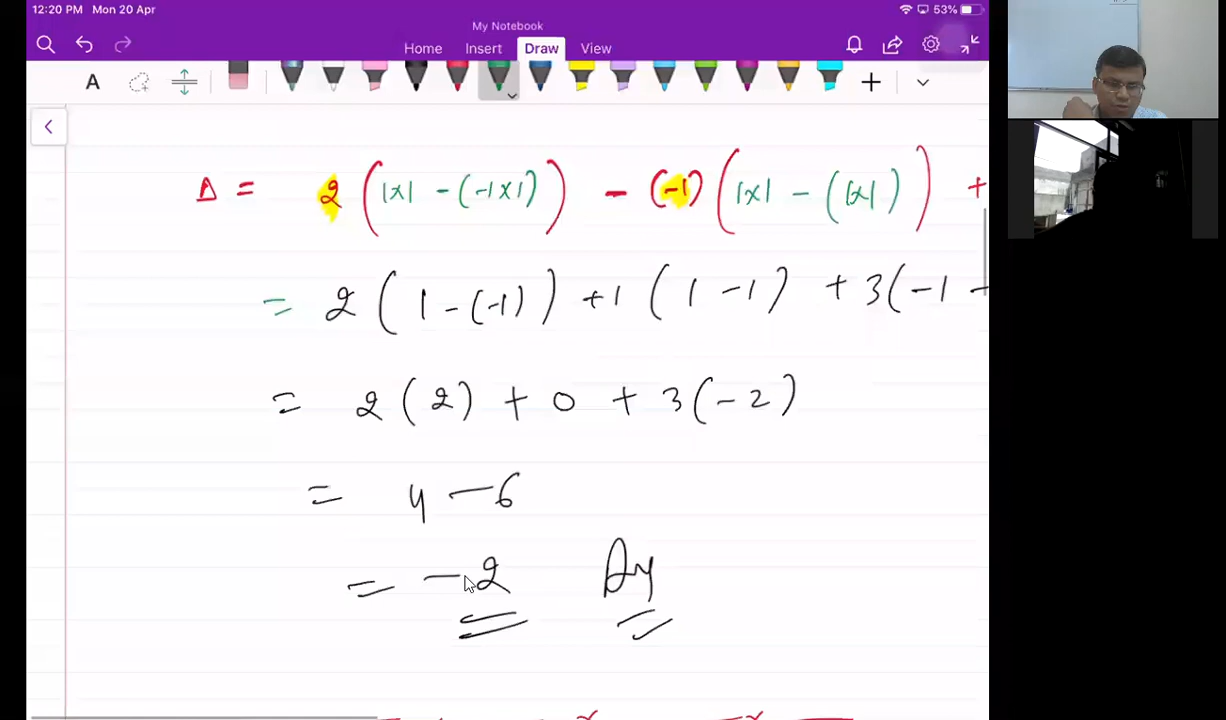 12:20 PM Mon 20 Apr
53%
My Notebook
Home Insert Draw View
A
Δ = 2 (1×1 - (-1×1)) - (-1) (1×1 - (1×1)) +
= 2 (1 - (-1)) + 1 (1 - 1) + 3(-1 -
= 2 (2) + 0 + 3(-2)
= 4 - 6
= -2